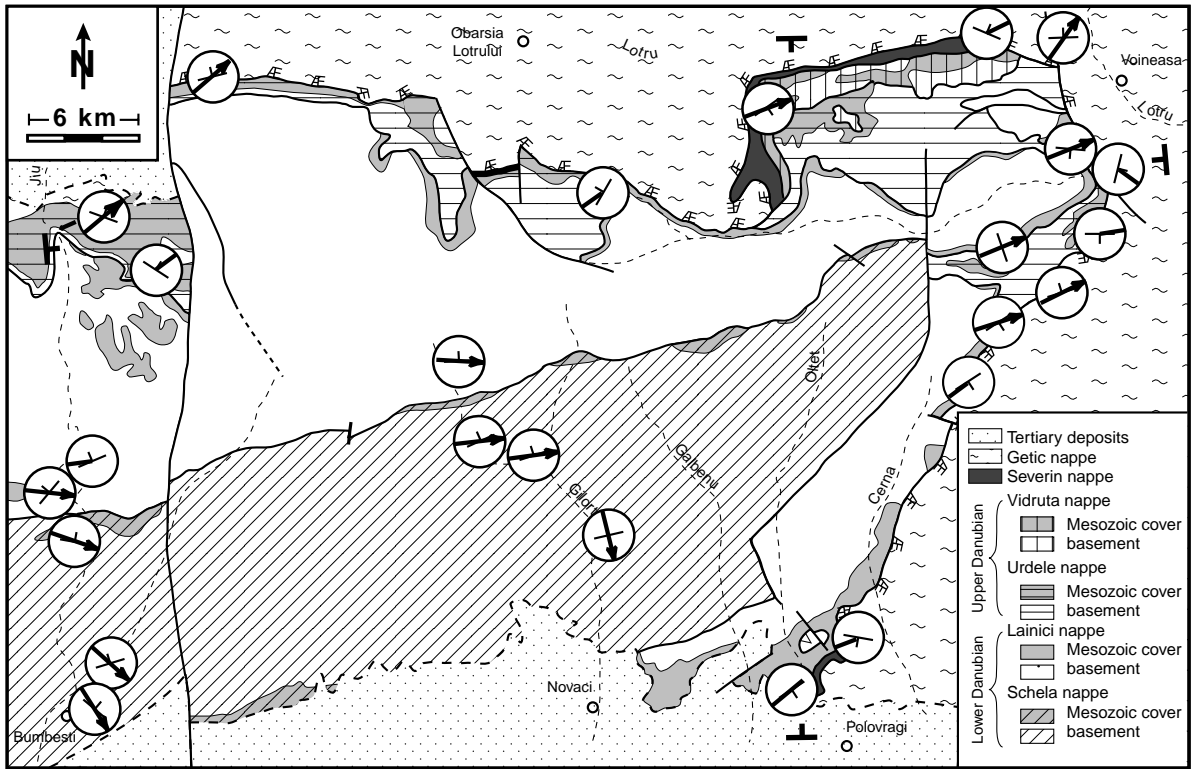 N
6 km
Obarsia
Lotrului
Lotru
Voineasa
Lotru
Jiu
Oltet
Galbenu
Gilort
Cerna
Novaci
Polovragi
Bumbesti
Tertiary deposits
Getic nappe
Severin nappe
Upper Danubian
Vidruta nappe
Mesozoic cover
basement
Urdele nappe
Mesozoic cover
basement
Lower Danubian
Lainici nappe
Mesozoic cover
basement
Schela nappe
Mesozoic cover
basement